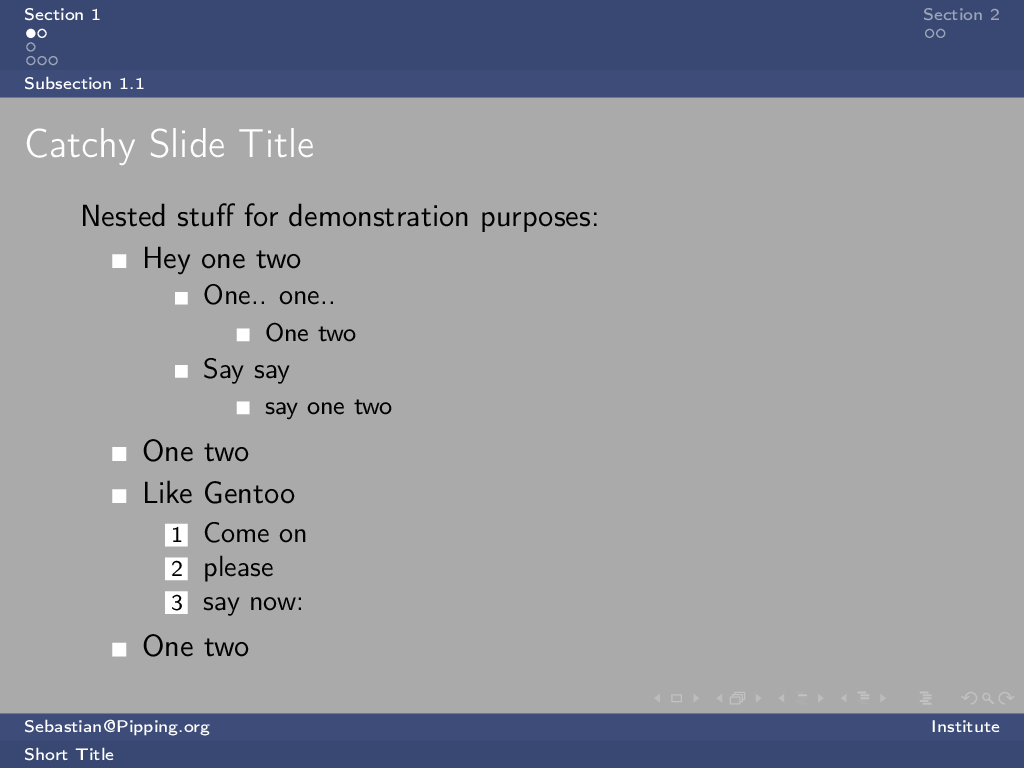 Section 1
Section 2
Subsection 1.1
Catchy Slide Title
Nested stuff for demonstration purposes:
Hey one two
One.. one..
One two
Say say
say one two
One two
Like Gentoo
1 Come on
2 please
3 say now:
One two
Sebastian@Pipping.org
Institute
Short Title